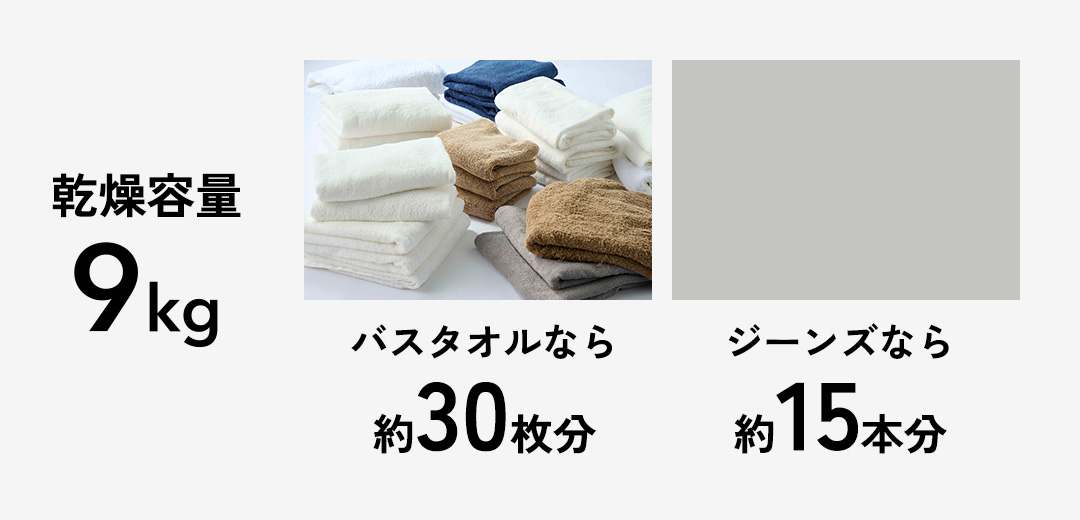 乾燥容量
9kg
バスタオルなら
約30枚分
ジーンズなら
約15本分